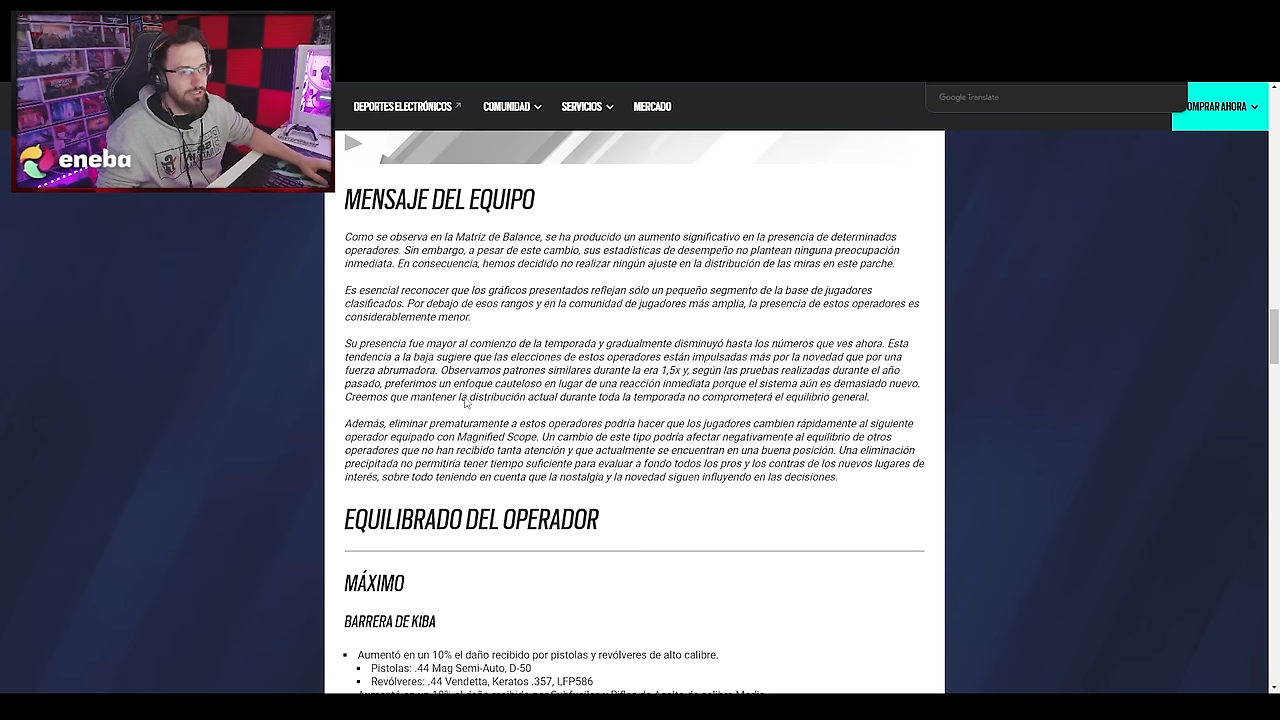 eneba
DEPORTES ELECTRÓNICOS
COMUNIDAD
SERVICIOS
MERCADO
Google Translate
OMPRAR AHORA
MENSAJE DEL EQUIPO
Como se observa en la Matriz de Balance, se ha producido un aumento significativo en la presencia de determinados
operadores. Sin embargo, a pesar de este cambio, sus estadísticas de desempeño no plantean ninguna preocupación
inmediata. En consecuencia, hemos decidido no realizar ningún ajuste en la distribución de las miras en este parche.
Es esencial reconocer que los gráficos presentados reflejan sólo un pequeño segmento de la base de jugadores
clasificados. Por debajo de esos rangos y en la comunidad de jugadores más amplia, la presencia de estos operadores es
considerablemente menor.
Su presencia fue mayor al comienzo de la temporada y gradualmente disminuyó hasta los números que ves ahora. Esta
tendencia a la baja sugiere que las elecciones de estos operadores están impulsadas más por la novedad que por una
fuerza abrumadora. Observamos patrones similares durante la era 1,5x y, según las pruebas realizadas durante el año
pasado, preferimos un enfoque cauteloso en lugar de una reacción inmediata porque el sistema aún es demasiado nuevo.
Creemos que mantener la distribución actual durante toda la temporada no comprometerá el equilibrio general.
Además, eliminar prematuramente a estos operadores podría hacer que los jugadores cambien rápidamente al siguiente
operador equipado con Magnified Scope. Un cambio de este tipo podría afectar negativamente al equilibrio de otros
operadores que no han recibido tanta atención y que actualmente se encuentran en una buena posición. Una eliminación
precipitada no permitiría tener tiempo suficiente para evaluar a fondo todos los pros y los contras de los nuevos lugares de
interés, sobre todo teniendo en cuenta que la nostalgia y la novedad siguen influyendo en las decisiones.
EQUILIBRADO DEL OPERADOR
MÁXIMO
BARRERA DE KIBA
Aumentó en un 10% el daño recibido por pistolas y revólveres de alto calibre.
Pistolas: .44 Mag Semi-Auto, D-50
Revólveres: .44 Vendetta, Keratos .357, LFP586